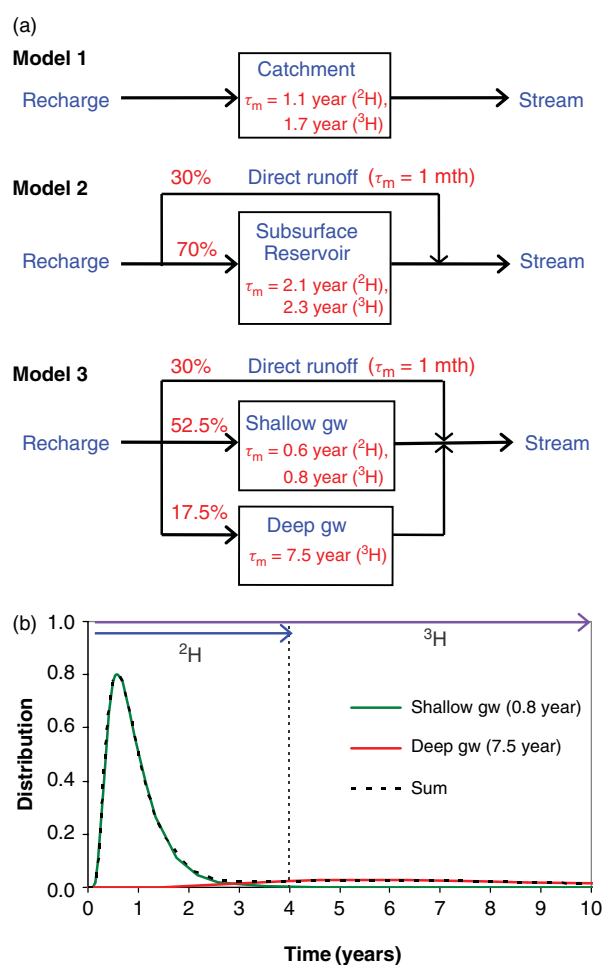 (a)
Model 1
Recharge
Catchment
τm = 1.1 year (²H),
1.7 year (³H)
Stream
Model 2
30% Direct runoff (τm = 1 mth)
Recharge
70%
Subsurface
Reservoir
τm = 2.1 year (²H),
2.3 year (³H)
Stream
Model 3
30% Direct runoff (τm = 1 mth)
Recharge
52.5%
Shallow gw
τm = 0.6 year (²H),
0.8 year (³H)
Stream
17.5%
Deep gw
τm = 7.5 year (³H)
(b)
1.0
0.8
0.6
0.4
0.2
0.0
Distribution
²H
³H
Shallow gw (0.8 year)
Deep gw (7.5 year)
Sum
0 1 2 3 4 5 6 7 8 9 10
Time (years)